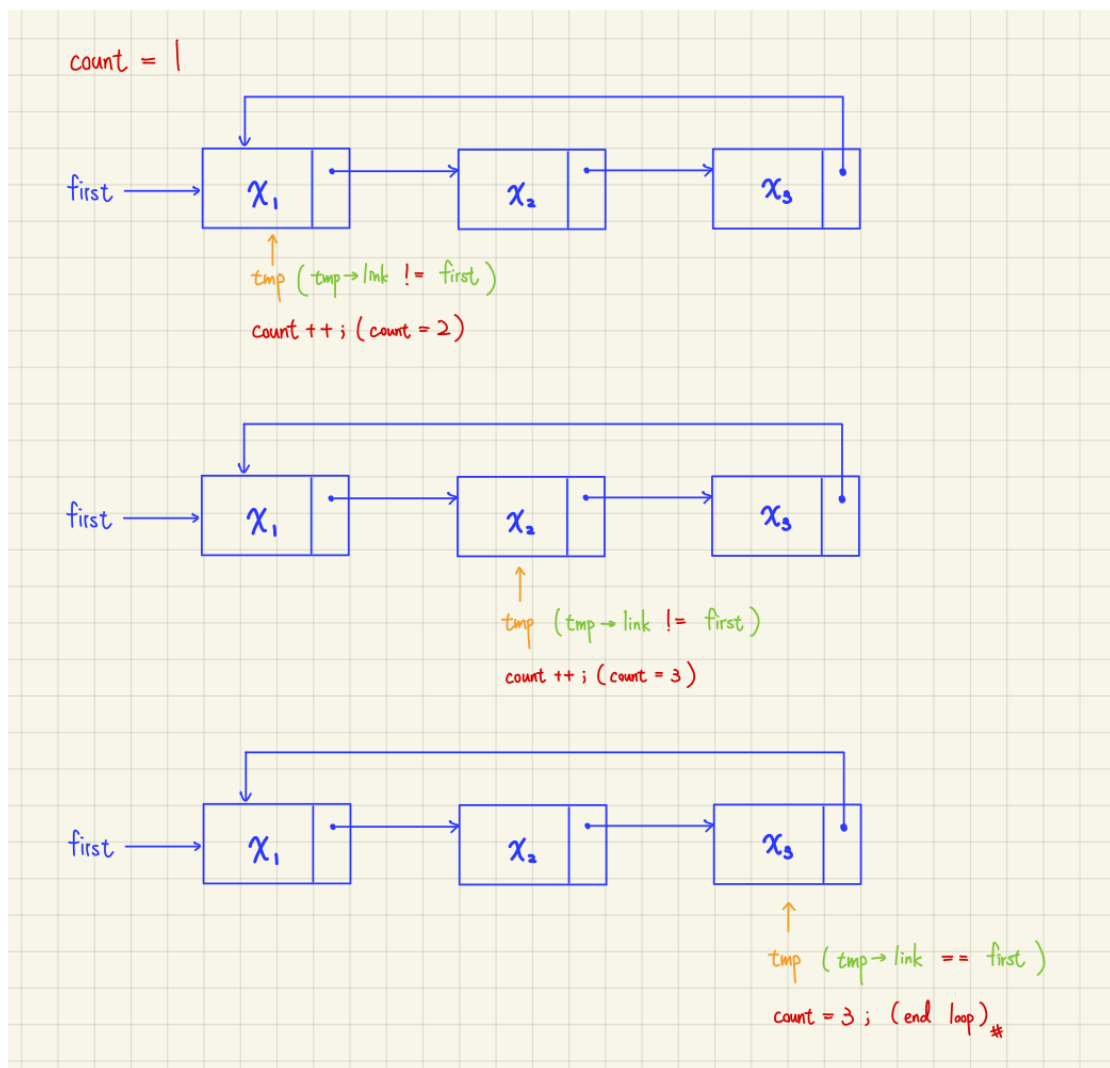 count = 1
first → x₁ x₂ x₃
tmp (tmp→link != first)
count ++; (count = 2)
first → x₁ x₂ x₃
tmp (tmp→link != first)
count ++; (count = 3)
first → x₁ x₂ x₃
tmp (tmp→link == first)
count = 3; (end loop)#